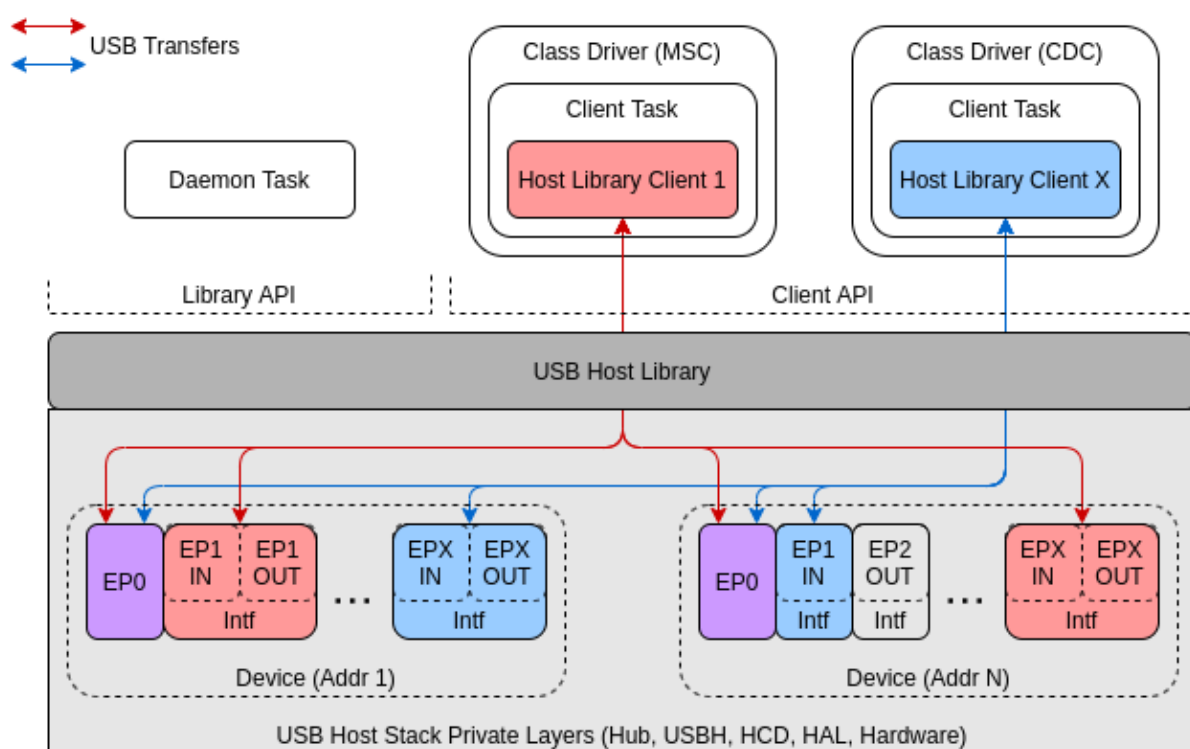 USB Transfers
Class Driver (MSC)
Class Driver (CDC)
Client Task
Client Task
Daemon Task
Host Library Client 1
Host Library Client X
Library API
Client API
USB Host Library
EP0
EP1
IN
EP1
OUT
Intf
...
EPX
IN
EPX
OUT
Intf
EP0
EP1
IN
Intf
EP2
OUT
Intf
...
EPX
IN
EPX
OUT
Intf
Device (Addr 1)
Device (Addr N)
USB Host Stack Private Layers (Hub, USBH, HCD, HAL, Hardware)